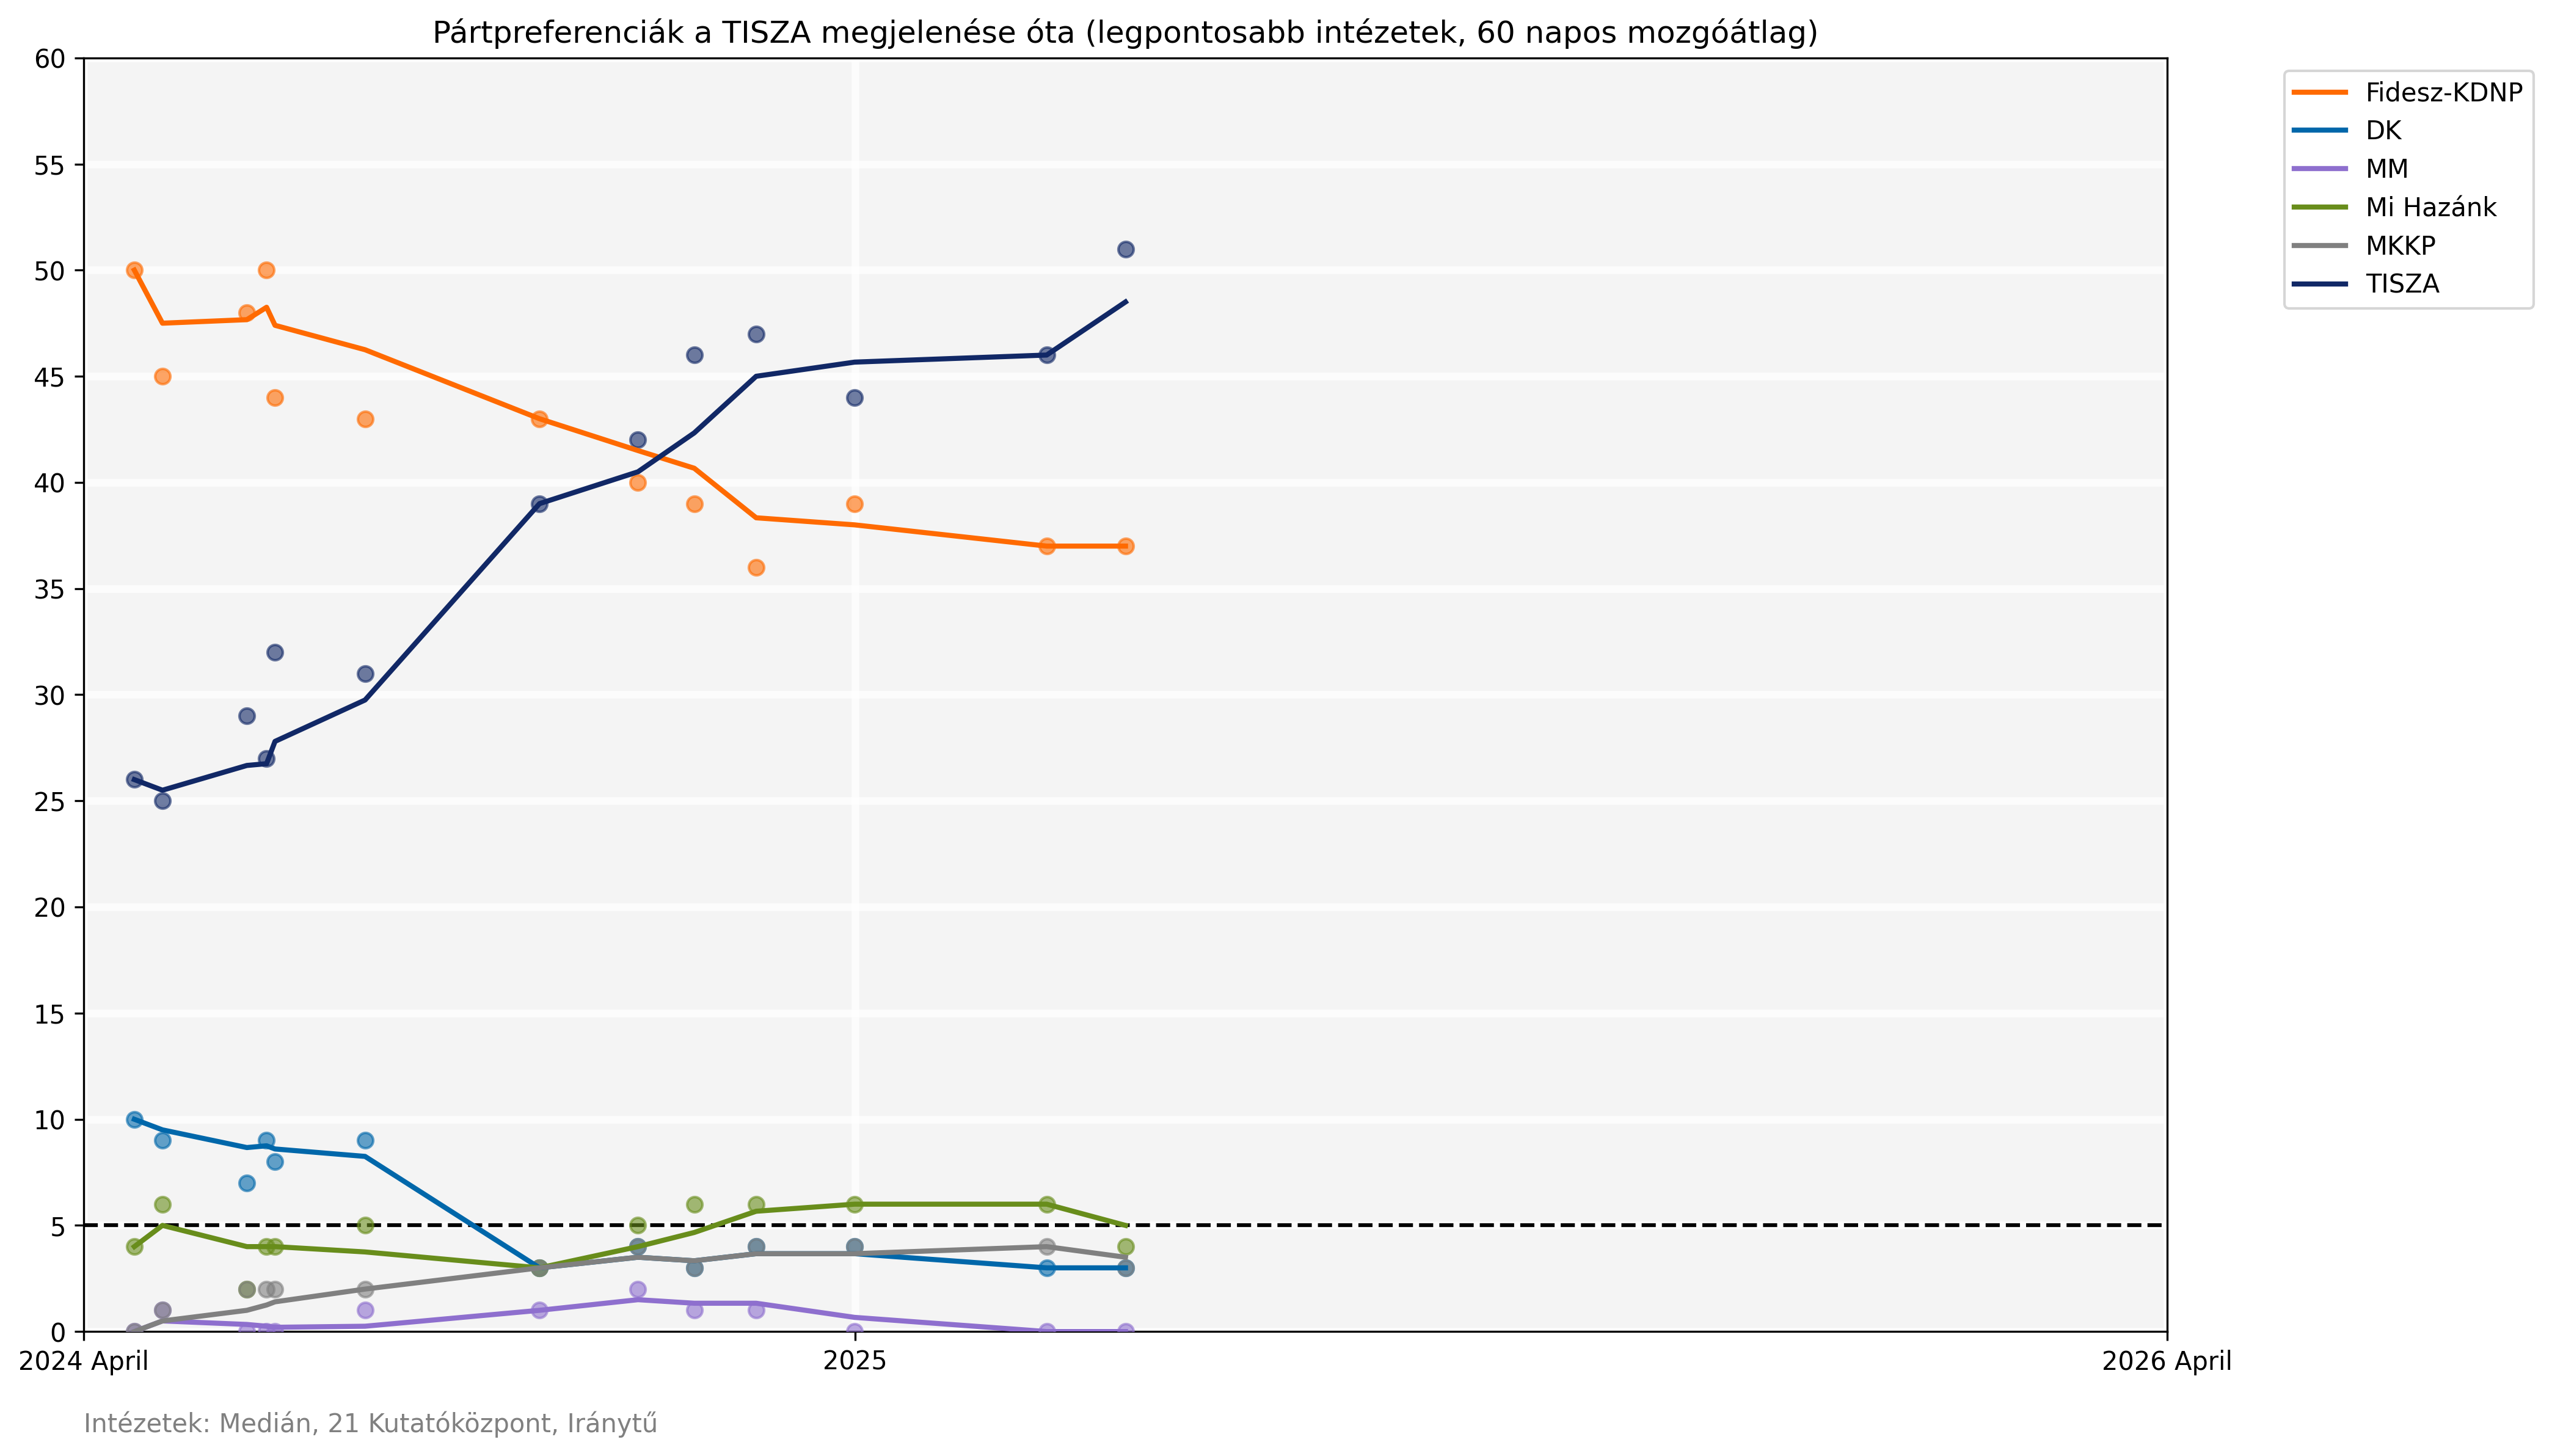 Pártpreferenciák a TISZA megjelenése óta (legpontosabb intézetek, 60 napos mozgóátlag)
60
55
50
45
40
35
30
25
20
15
10
5
0
2024 April
2025
2026 April
Fidesz-KDNP
DK
MM
Mi Hazánk
MKKP
TISZA
Intézetek: Medián, 21 Kutatóközpont, Iránytű